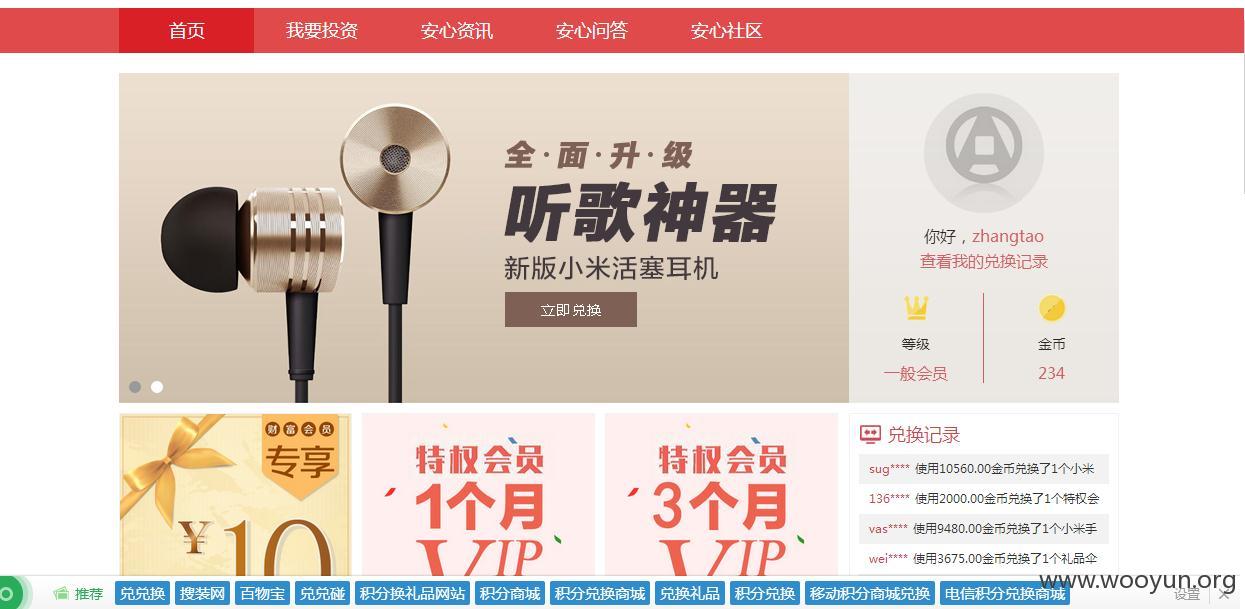 首页 我要投资 安心资讯 安心问答 安心社区
全·面·升·级
听歌神器
新版小米活塞耳机
立即兑换
你好，zhangtao
查看我的兑换记录
等级 金币
一般会员 234
财富会员
专享
¥10
特权会员
1个月
VIP
特权会员
3个月
VIP
兑换记录
sug**** 使用10560.00金币兑换了1个小米
136**** 使用2000.00金币兑换了1个特权会
vas**** 使用9480.00金币兑换了1个小米手
wei**** 使用3675.00金币兑换了1个礼品伞
推荐 兑兑换 搜装网 百物宝 兑兑碰 积分换礼品网站 积分商城 积分兑换商城 兑换礼品 积分兑换 移动积分商城兑换 电信积分兑换商城 设置
www.wooyun.org